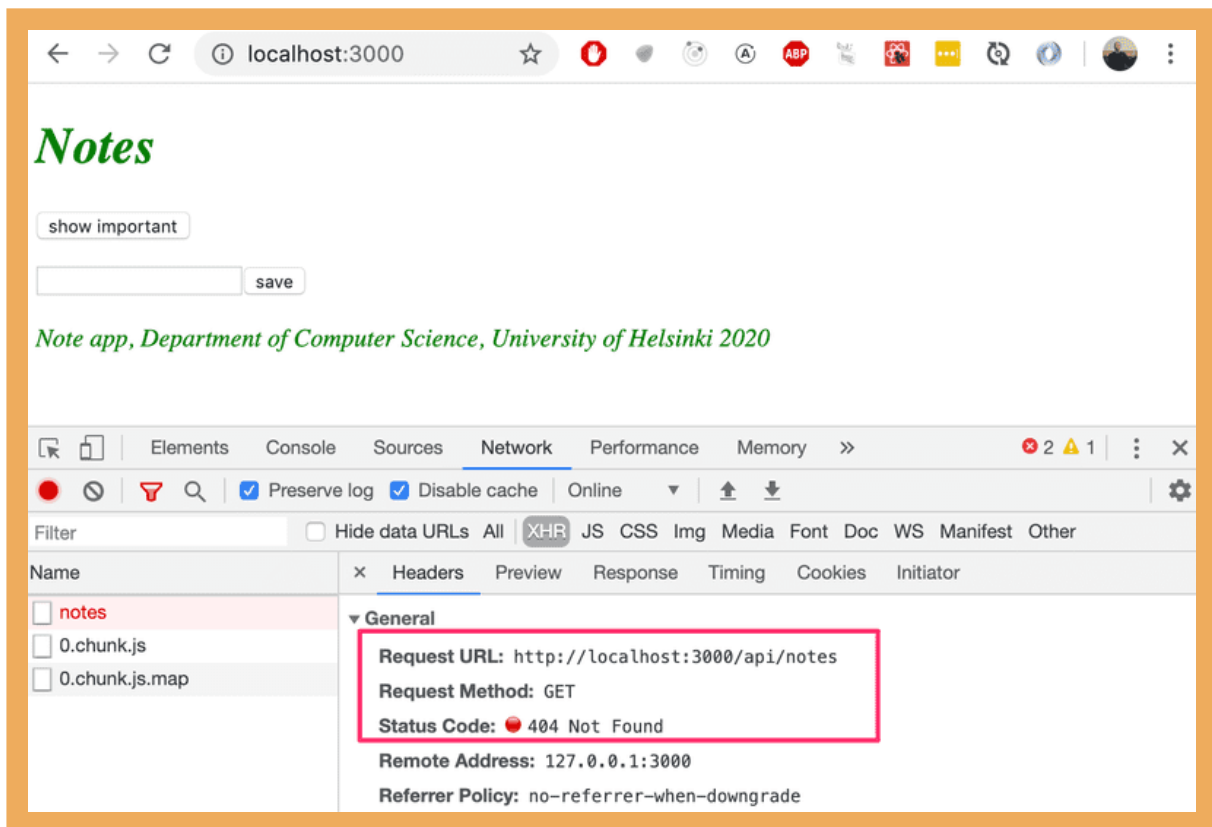 localhost:3000
ABP
Notes
show important
save
Note app, Department of Computer Science, University of Helsinki 2020
Elements Console Sources Network Performance Memory » 2 1
Preserve log Disable cache Online
Filter Hide data URLs All XHR JS CSS Img Media Font Doc WS Manifest Other
Name × Headers Preview Response Timing Cookies Initiator
notes
0.chunk.js
0.chunk.js.map
General
Request URL: http://localhost:3000/api/notes
Request Method: GET
Status Code: 404 Not Found
Remote Address: 127.0.0.1:3000
Referrer Policy: no-referrer-when-downgrade